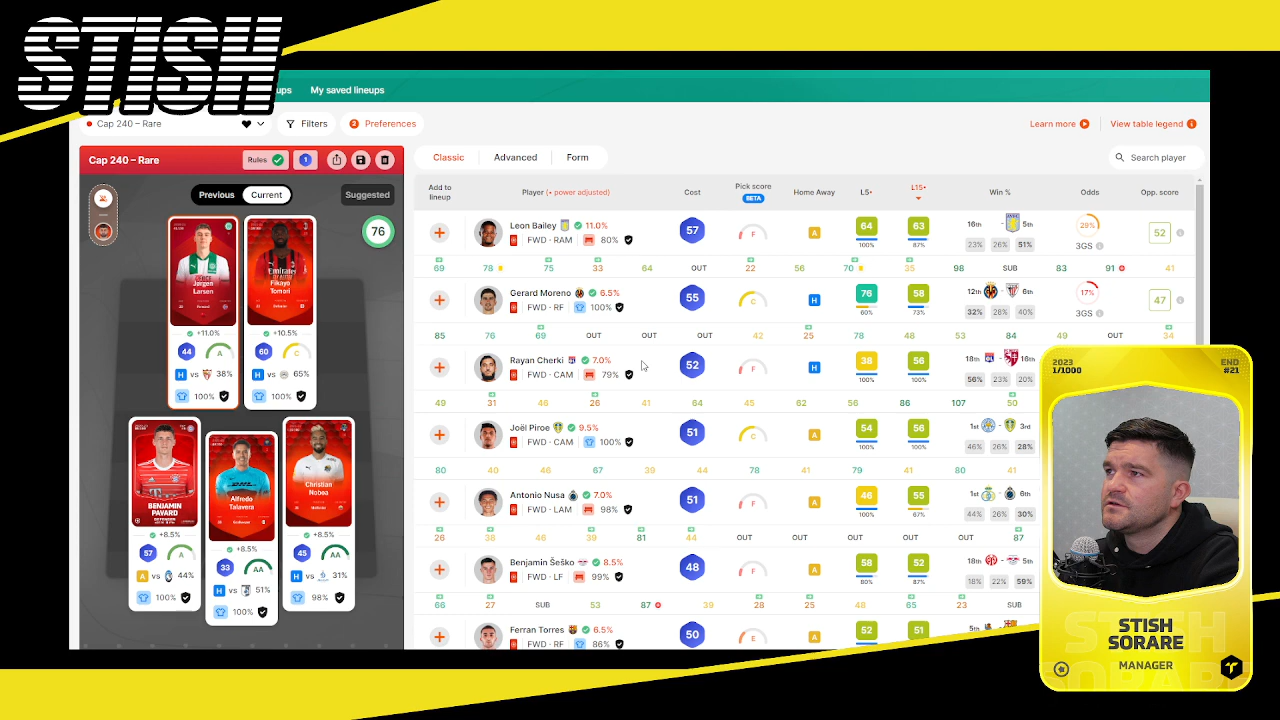 STISH
ups My saved lineups
Cap 240 – Rare
Filters
2 Preferences
Learn more
View table legend
Cap 240 – Rare
Rules
1
Classic
Advanced
Form
Search player
Previous
Current
Suggested
76
Jørgen
Larsen
+11.0%
44
A
H vs 38%
100%
Fikayo
Tomori
+10.5%
60
C
H vs 65%
100%
BENJAMIN
PAVARD
+8.5%
57
A
A vs 44%
100%
Alfredo
Talavera
+8.5%
33
AA
H vs 51%
100%
Christian
Noboa
+8.5%
45
AA
H vs 31%
98%
Add to
lineup
Player (• power adjusted)
Cost
Pick score
BETA
Home Away
L5•
L15•
Win %
Odds
Opp. score
Leon Bailey 11.0%
FWD · RAM 80%
57
F
A
64
100%
63
87%
16th - 5th
23% 26% 51%
29%
3GS
52
69 78 75 33 64 OUT 22 56 70 35 98 SUB 83 91 41
Gerard Moreno 6.5%
FWD · RF 100%
55
C
H
76
60%
58
73%
12th - 6th
32% 28% 40%
17%
3GS
47
85 76 69 OUT OUT OUT 42 25 78 48 53 84 49 OUT 34
Rayan Cherki 7.0%
FWD · CAM 79%
52
F
H
38
100%
56
100%
18th - 16th
56% 23% 20%
49 31 46 26 41 64 45 62 56 86 107 50
Joël Piroe 9.5%
FWD · CAM 100%
51
C
A
54
100%
56
100%
1st - 3rd
46% 26% 28%
80 40 46 67 39 44 78 41 79 41 80 41
Antonio Nusa 7.0%
FWD · LAM 98%
51
F
A
46
100%
55
67%
1st - 6th
44% 26% 30%
26 38 46 39 81 44 OUT OUT OUT OUT OUT 87
Benjamin Šeško 8.5%
FWD · LF 99%
48
F
A
58
80%
52
87%
18th - 5th
18% 22% 59%
66 27 SUB 53 87 39 28 25 48 65 23 SUB
Ferran Torres 6.5%
FWD · RF 86%
50
E
A
52
51
2023
1/1000
END
#21
STISH
SORARE
MANAGER